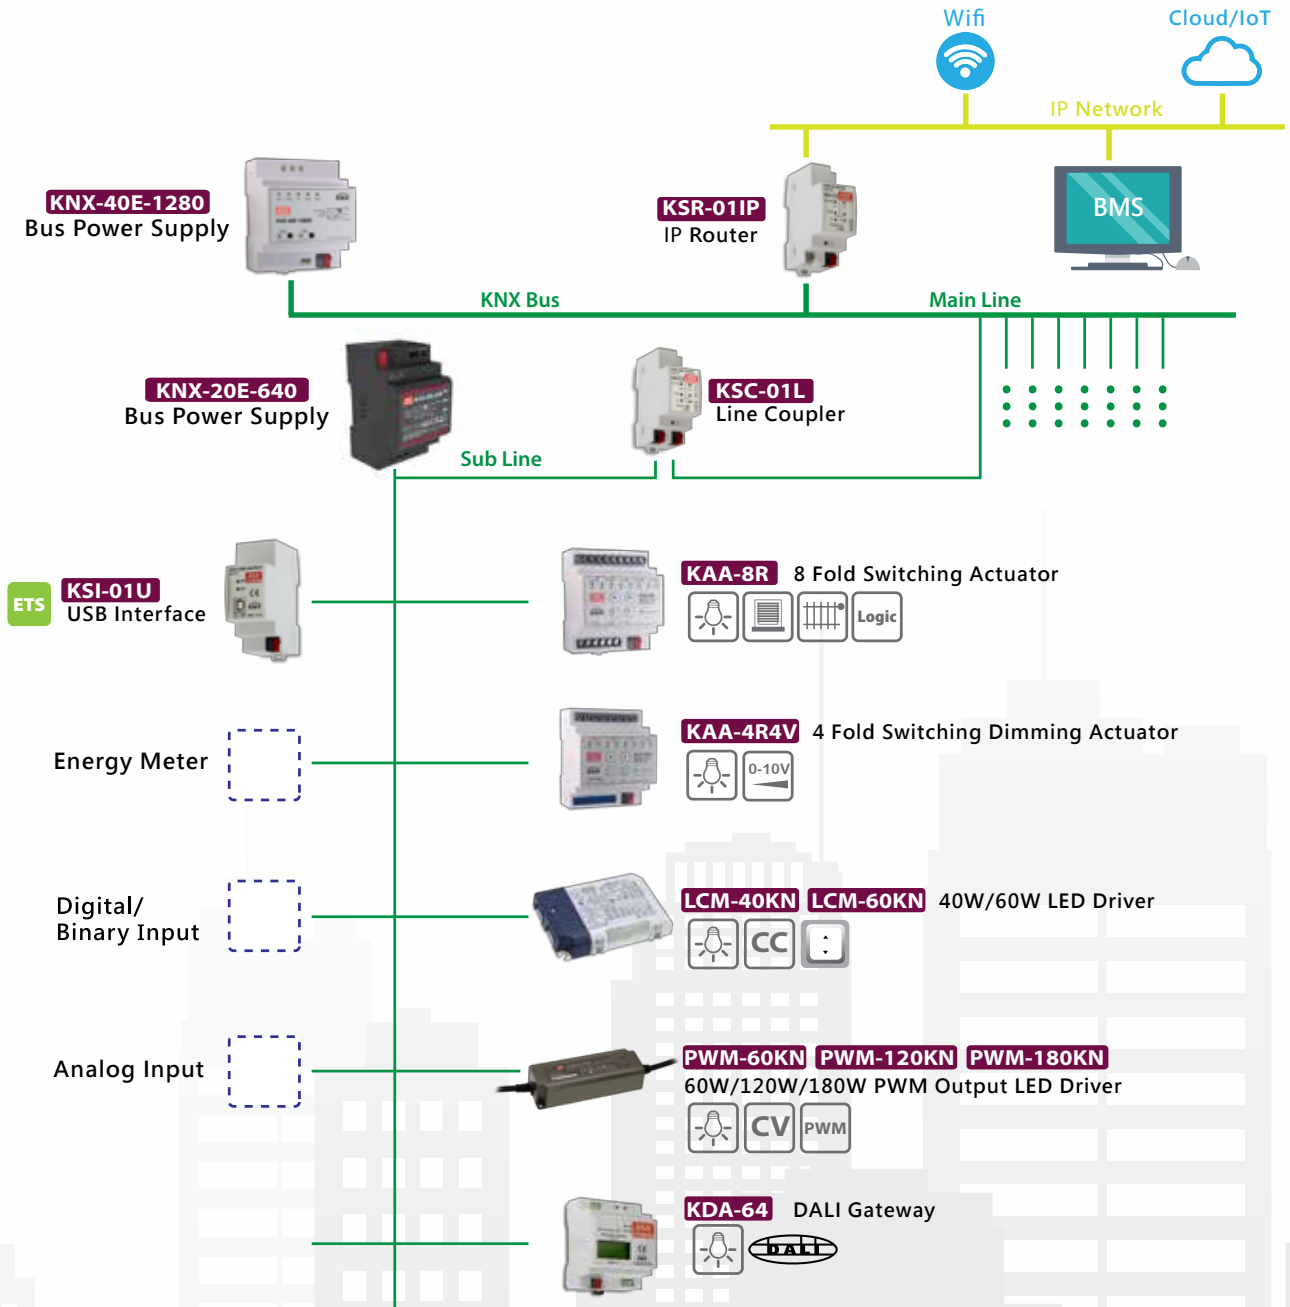 Wifi
Cloud/IoT
IP Network
KNX-40E-1280
Bus Power Supply
KSR-01IP
IP Router
BMS
KNX Bus
Main Line
KNX-20E-640
Bus Power Supply
KSC-01L
Line Coupler
Sub Line
ETS
KSI-01U
USB Interface
KAA-8R 8 Fold Switching Actuator
Logic
Energy Meter
KAA-4R4V 4 Fold Switching Dimming Actuator
0-10V
Digital/
Binary Input
LCM-40KN LCM-60KN 40W/60W LED Driver
CC
Analog Input
PWM-60KN PWM-120KN PWM-180KN
60W/120W/180W PWM Output LED Driver
CV PWM
KDA-64 DALI Gateway
DALI